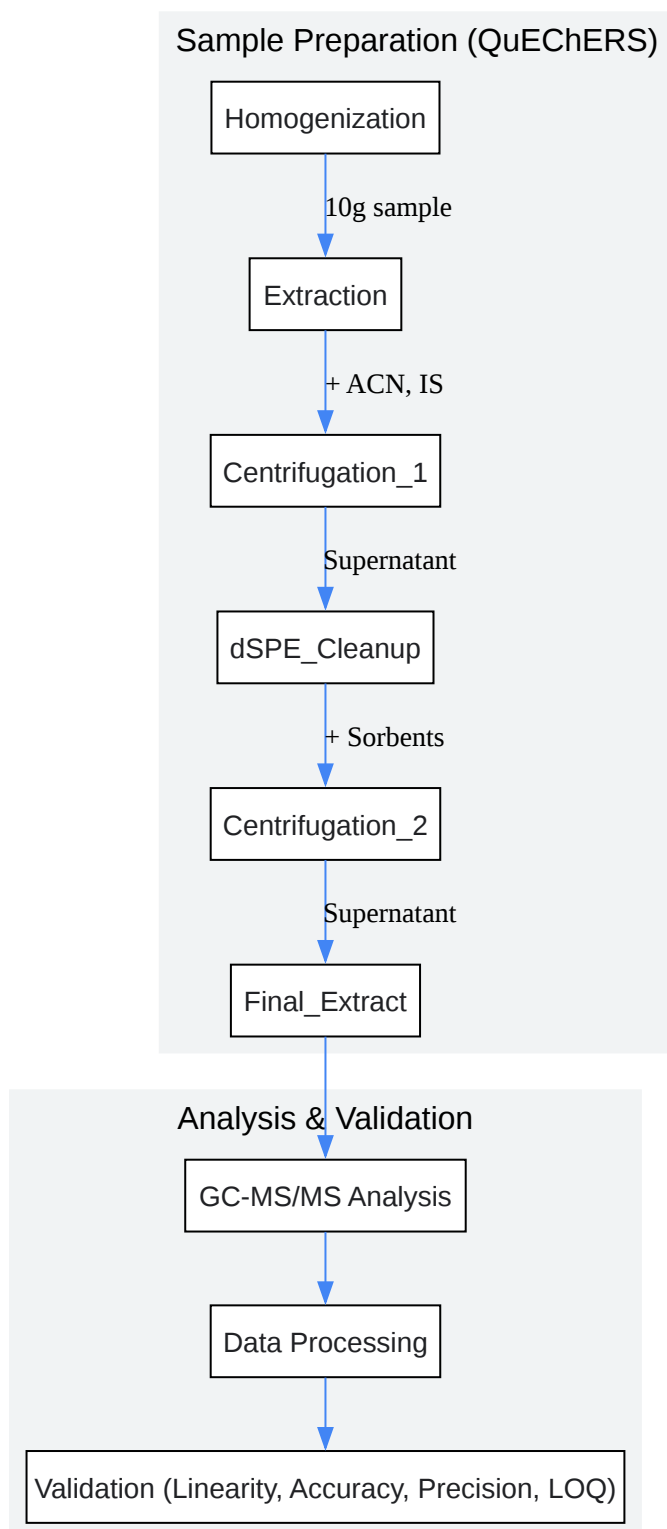 Sample Preparation (QuEChERS)
Homogenization
10g sample
Extraction
+ ACN, IS
Centrifugation_1
Supernatant
dSPE_Cleanup
+ Sorbents
Centrifugation_2
Supernatant
Final_Extract
Analysis & Validation
GC-MS/MS Analysis
Data Processing
Validation (Linearity, Accuracy, Precision, LOQ)